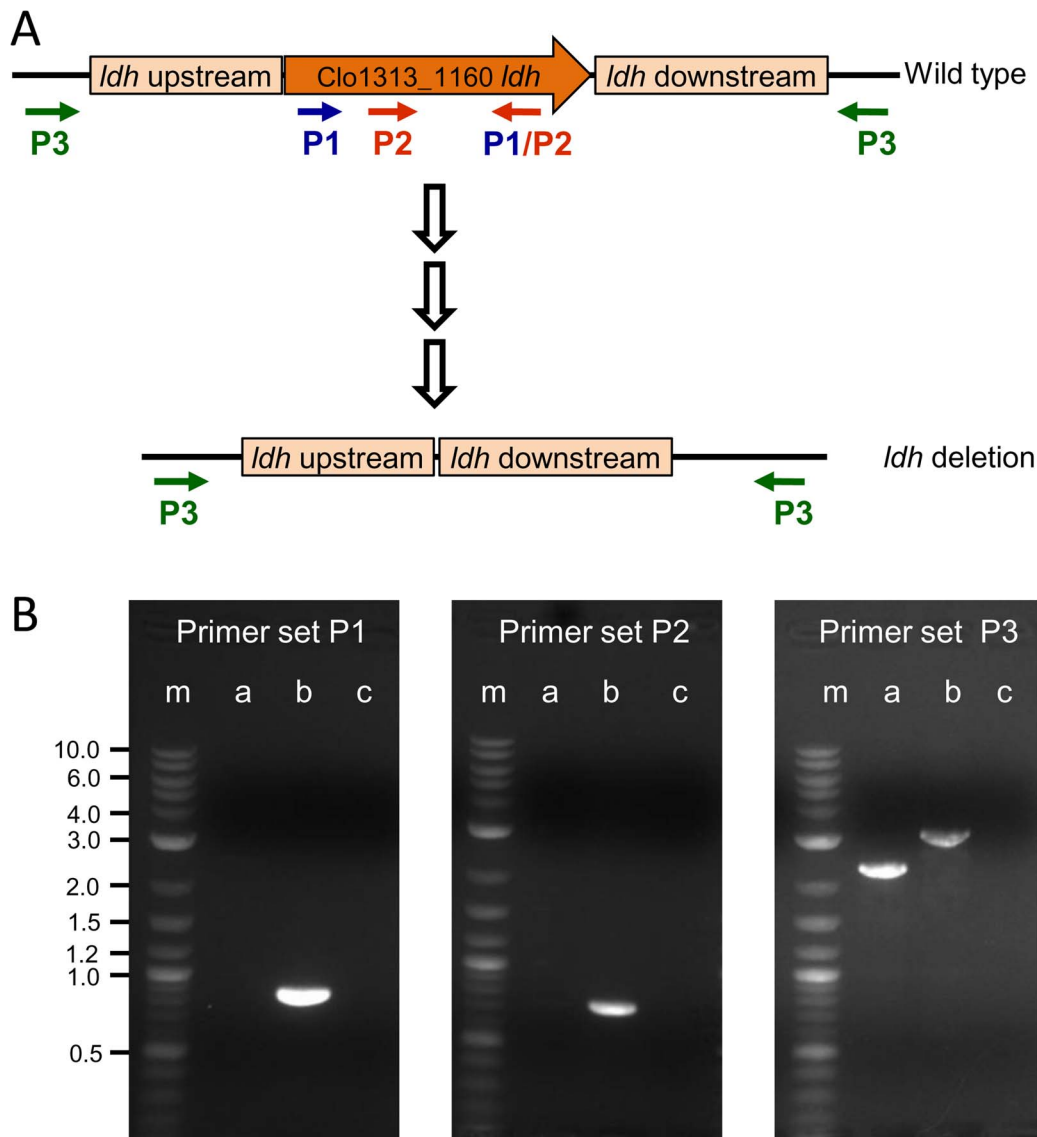 A
ldh upstream Clo1313_1160 ldh ldh downstream Wild type
P3 P1 P2 P1/P2 P3
ldh upstream ldh downstream ldh deletion
P3 P3
B
Primer set P1 Primer set P2 Primer set P3
m a b c m a b c m a b c
10.0
6.0
4.0
3.0
2.0
1.5
1.2
1.0
0.5